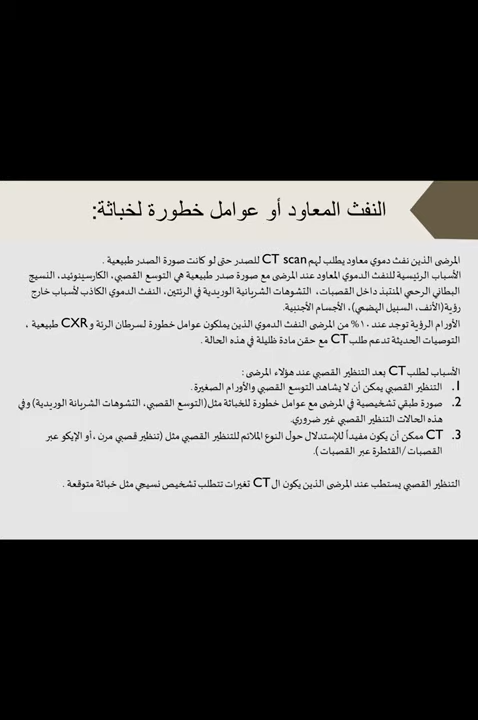 النفث المعاود أو عوامل خطورة لخباثة:
المرضى الذين نفث دموي معاود يطلب لهم CT scan للصدر حتى لو كانت صورة الصدر طبيعية .
الأسباب الرئيسية للنفث الدموي المعاود عند المرضى مع صورة صدر طبيعية هي التوسع القصبي، الكارسينوئيد، النسيج
البطاني الرحمي المنتبذ داخل القصبات، التشوهات الشريانية الوريدية في الرئتين، النفث الدموي الكاذب لأسباب خارج
رؤية(الأنف، السبيل الهضمي)، الأجسام الأجنبية.
الأورام الرؤية توجد عند ١٠% من المرضى النفث الدموي الذين يملكون عوامل خطورة لسرطان الرئة و CXR طبيعية ،
التوصيات الحديثة تدعم طلب CT مع حقن مادة ظليلة في هذه الحالة .
الأسباب لطلب CT بعد التنظير القصبي عند هؤلاء المرضى :
1. التنظير القصبي يمكن أن لا يشاهد التوسع القصبي والأورام الصغيرة .
2. صورة طبقي تشخيصية في المرضى مع عوامل خطورة للخباثة مثل(التوسع القصبي، التشوهات الشريانة الوريدية) وفي
هذه الحالات التنظير القصبي غير ضروري.
3. CT ممكن أن يكون مفيداً للإستدلال حول النوع الملائم للتنظير القصبي مثل (تنظير قصبي مرن ، أو الإيكو عبر
القصبات /القثطرة عبر القصبات ).
التنظير القصبي يستطب عند المرضى الذين يكون ال CT تغيرات تتطلب تشخيص نسيجي مثل خباثة متوقعة .